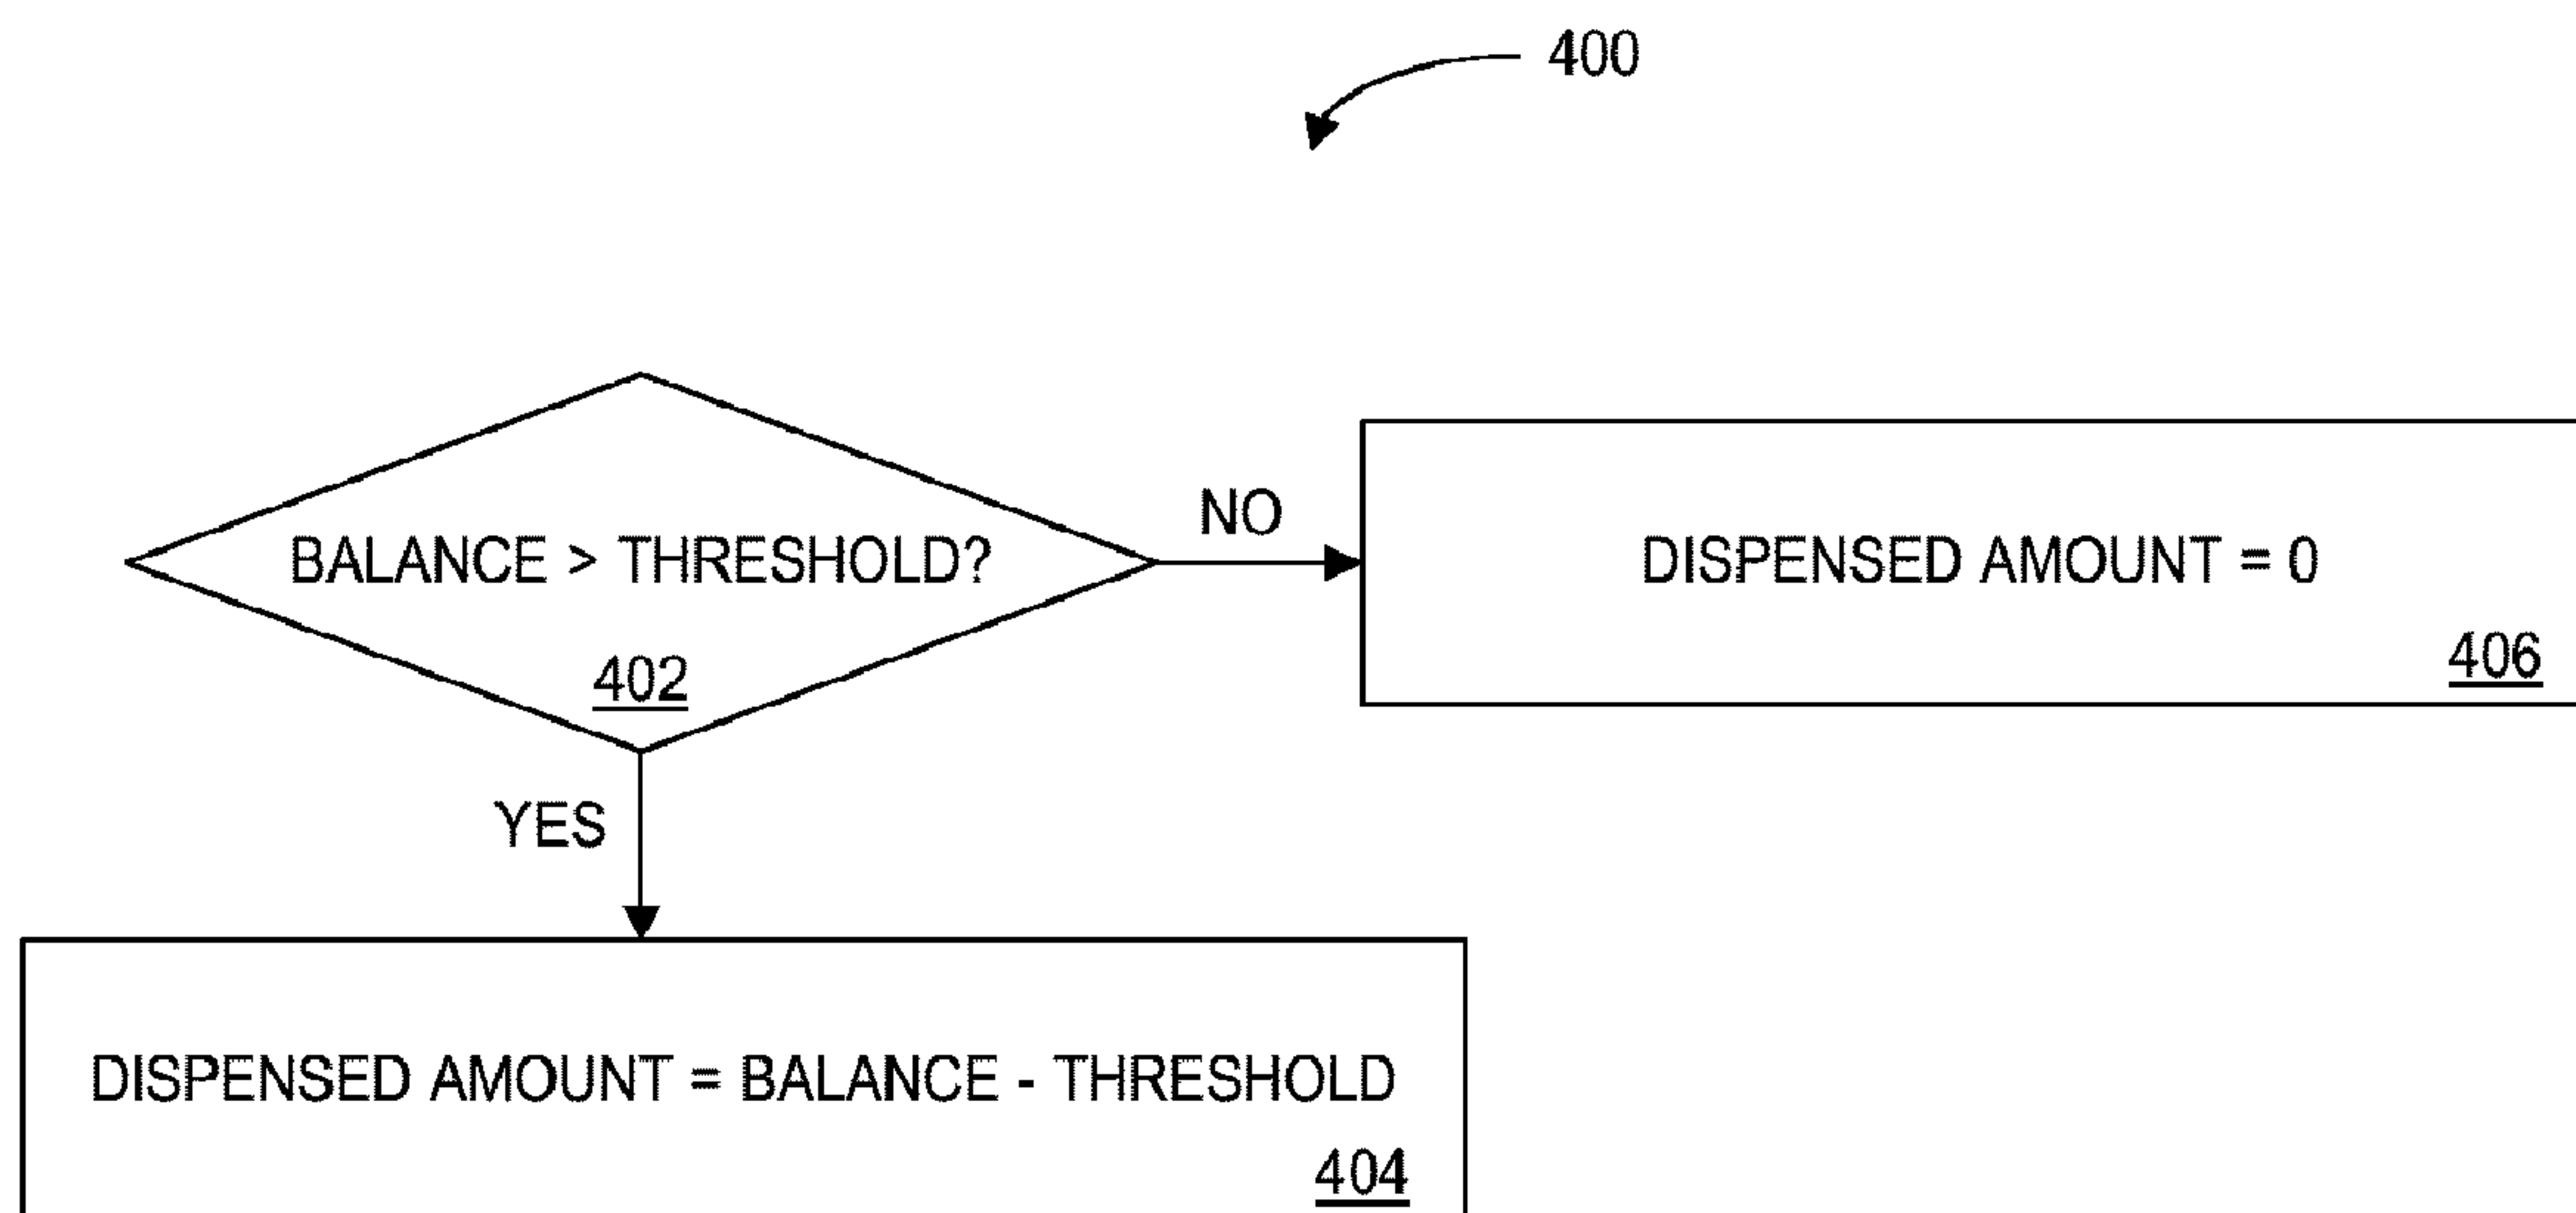 400
BALANCE > THRESHOLD?
402
NO
DISPENSED AMOUNT = 0
406
YES
DISPENSED AMOUNT = BALANCE - THRESHOLD
404